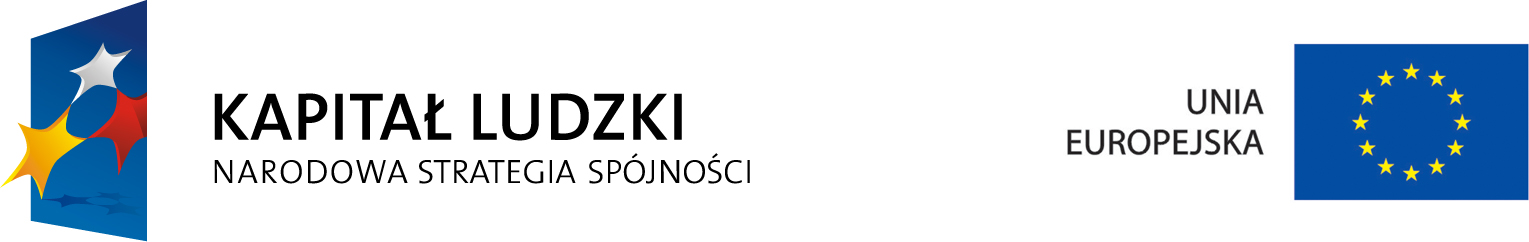 KAPITAŁ LUDZKI
NARODOWA STRATEGIA SPÓJNOŚCI
UNIA
EUROPEJSKA